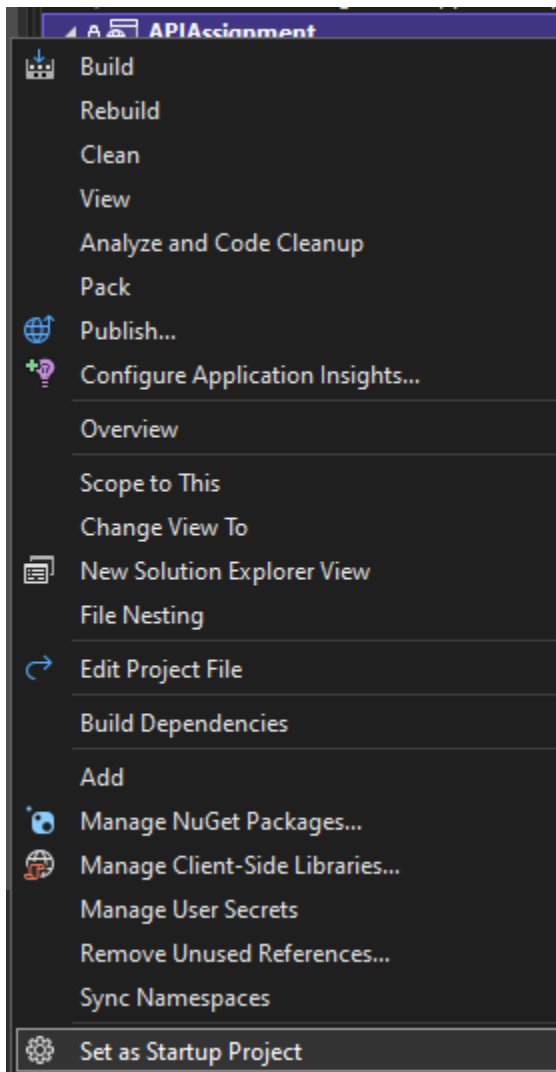 APIAssignment
Build
Rebuild
Clean
View
Analyze and Code Cleanup
Pack
Publish...
Configure Application Insights...
Overview
Scope to This
Change View To
New Solution Explorer View
File Nesting
Edit Project File
Build Dependencies
Add
Manage NuGet Packages...
Manage Client-Side Libraries...
Manage User Secrets
Remove Unused References...
Sync Namespaces
Set as Startup Project